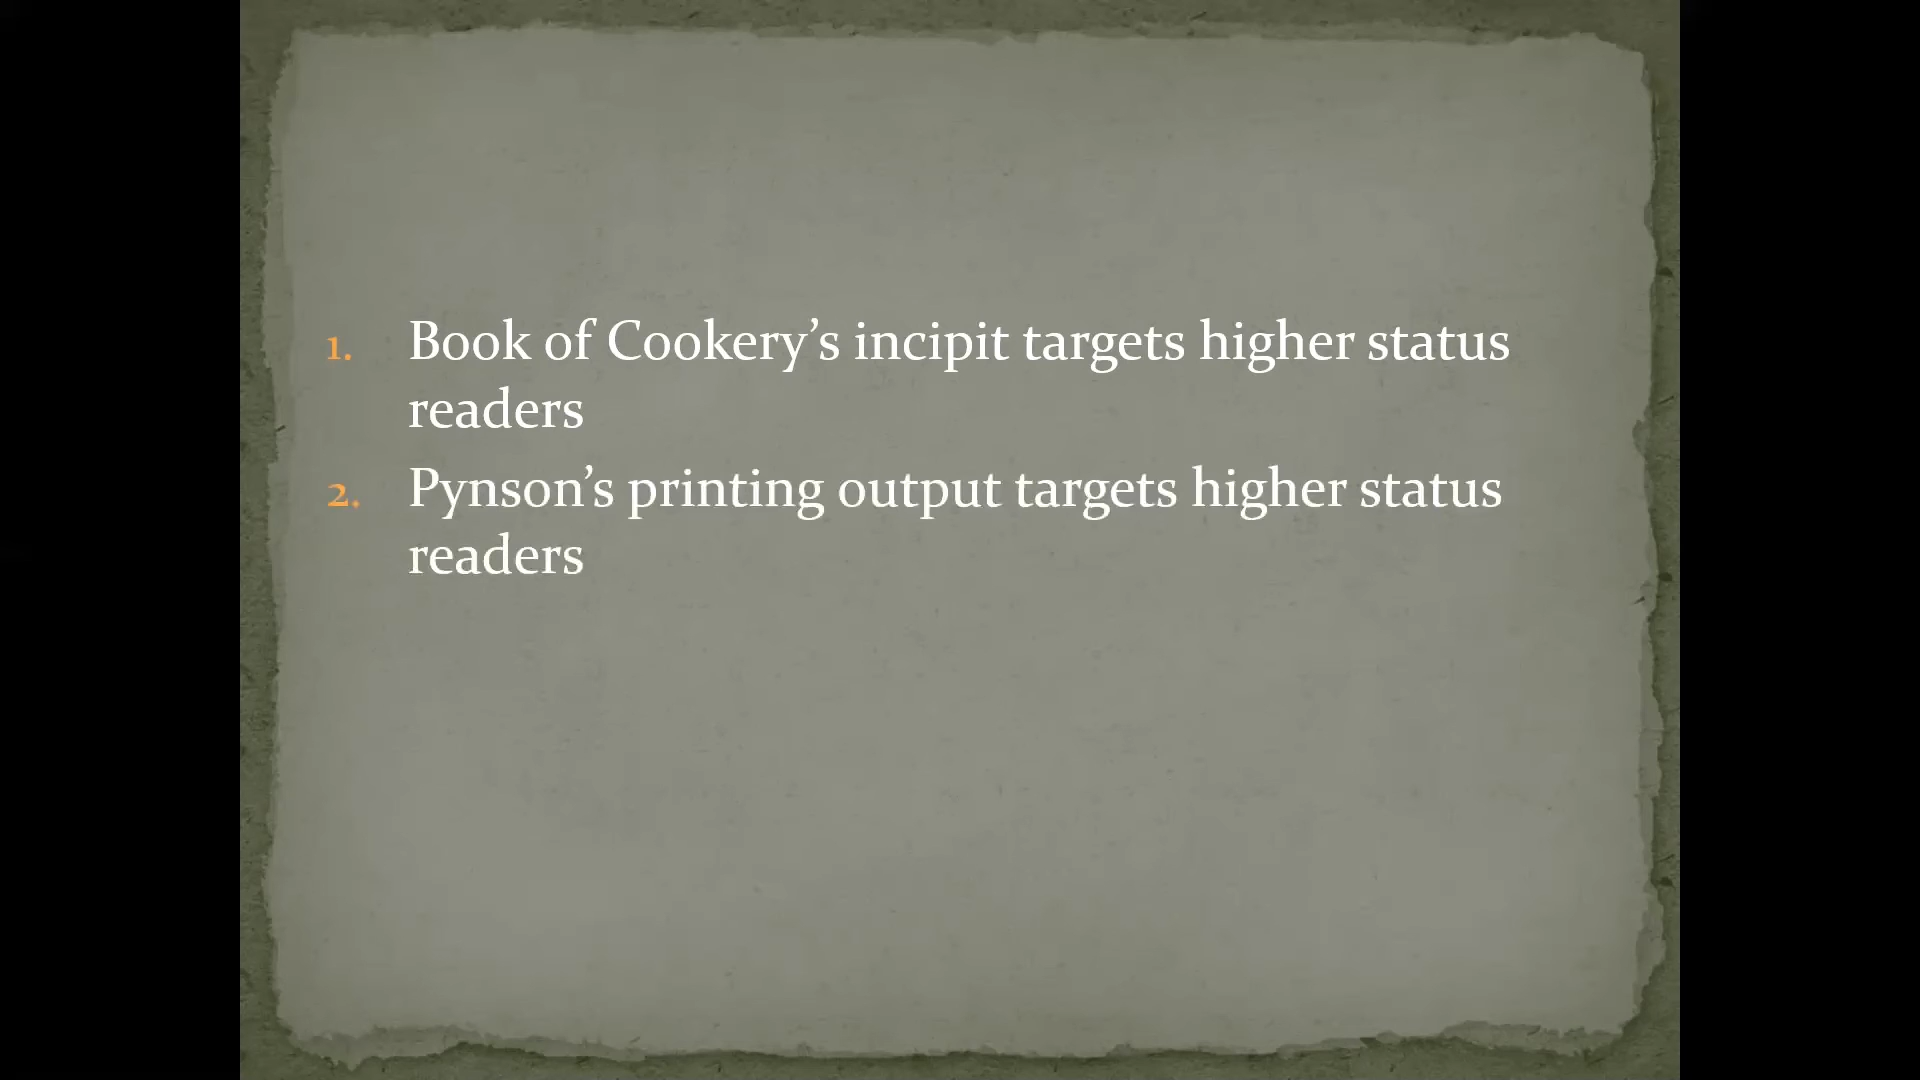 1. Book of Cookery’s incipit targets higher status
readers
2. Pynson’s printing output targets higher status
readers